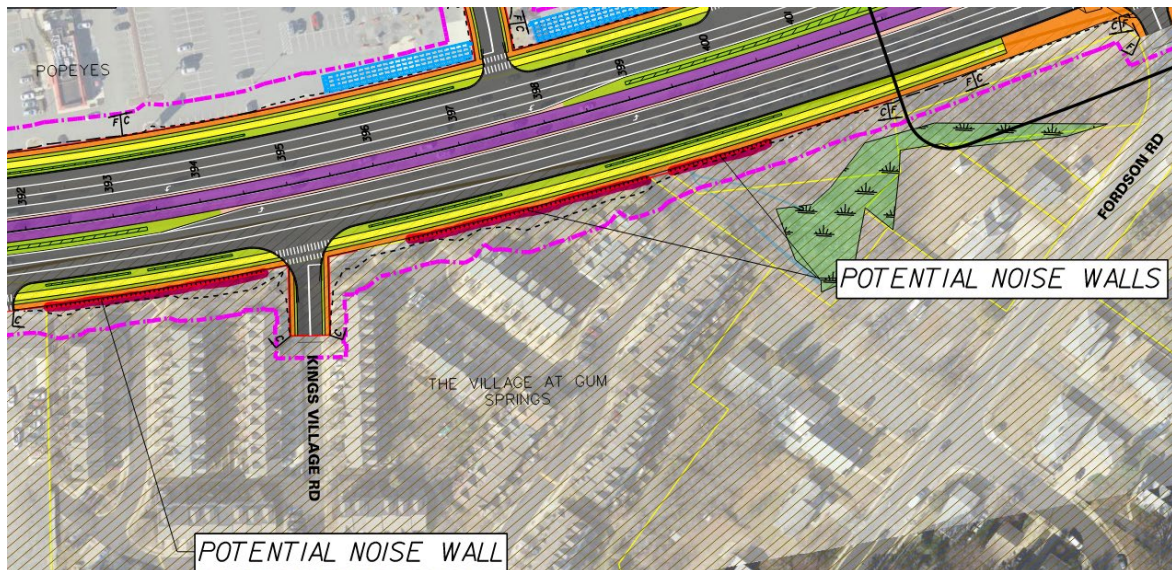 POPEYES
F C
F C
F C
F C
F C
F C
392
393
394
395
396
397
398
399
400
401
FORDSON RD
POTENTIAL NOISE WALLS
C
C
C
KINGS VILLAGE RD
THE VILLAGE AT GUM
SPRINGS
POTENTIAL NOISE WALL